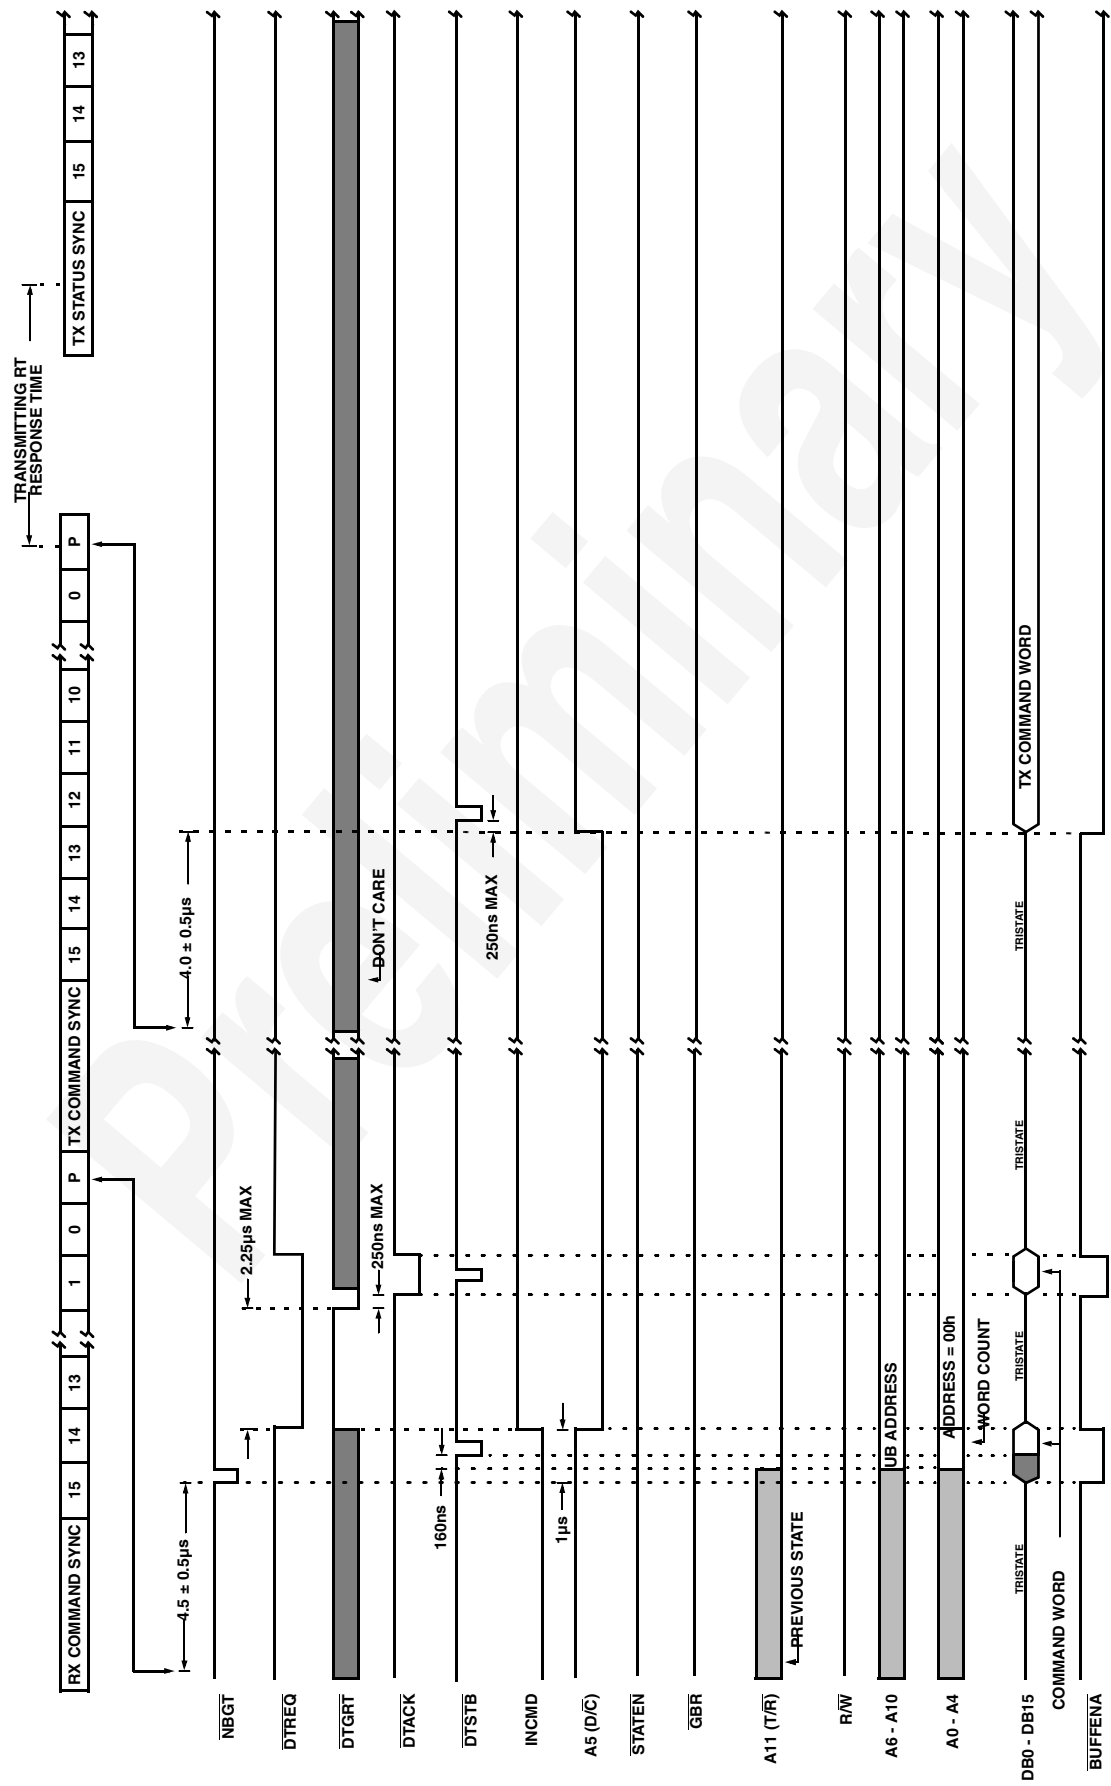 RX COMMAND SYNC 15 14 13 1 0 P TX COMMAND SYNC 15 14 13 12 11 10 0 P TX STATUS SYNC 15 14 13
TRANSMITTING RT
RESPONSE TIME
4.5 ± 0.5µs
4.0 ± 0.5µs
NBGT
2.25µs MAX
DTREQ
DTGRT
DON'T CARE
250ns MAX
DTACK
160ns
DTSTB
250ns MAX
INCMD
1µs
A5 (D/C)
STATEN
GBR
A11 (T/R)
PREVIOUS STATE
R/W
A6 - A10
UB ADDRESS
A0 - A4
ADDRESS = 00h
WORD COUNT
DB0 - DB15
TRISTATE TRISTATE TRISTATE TRISTATE TX COMMAND WORD
COMMAND WORD
BUFFENA
Preliminary